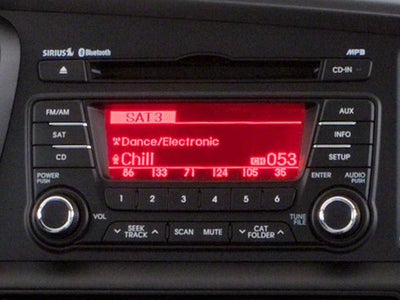 SIRIUS Bluetooth MP3
CD-IN
FM/AM SAT3 AUX
SAT Dance/Electronic INFO
CD Chill CH 053 SETUP
86 133 71 124 105 35
POWER PUSH ENTER AUDIO PUSH
1 2 3 4 5 6
VOL SEEK TRACK SCAN MUTE CAT FOLDER TUNE FILE